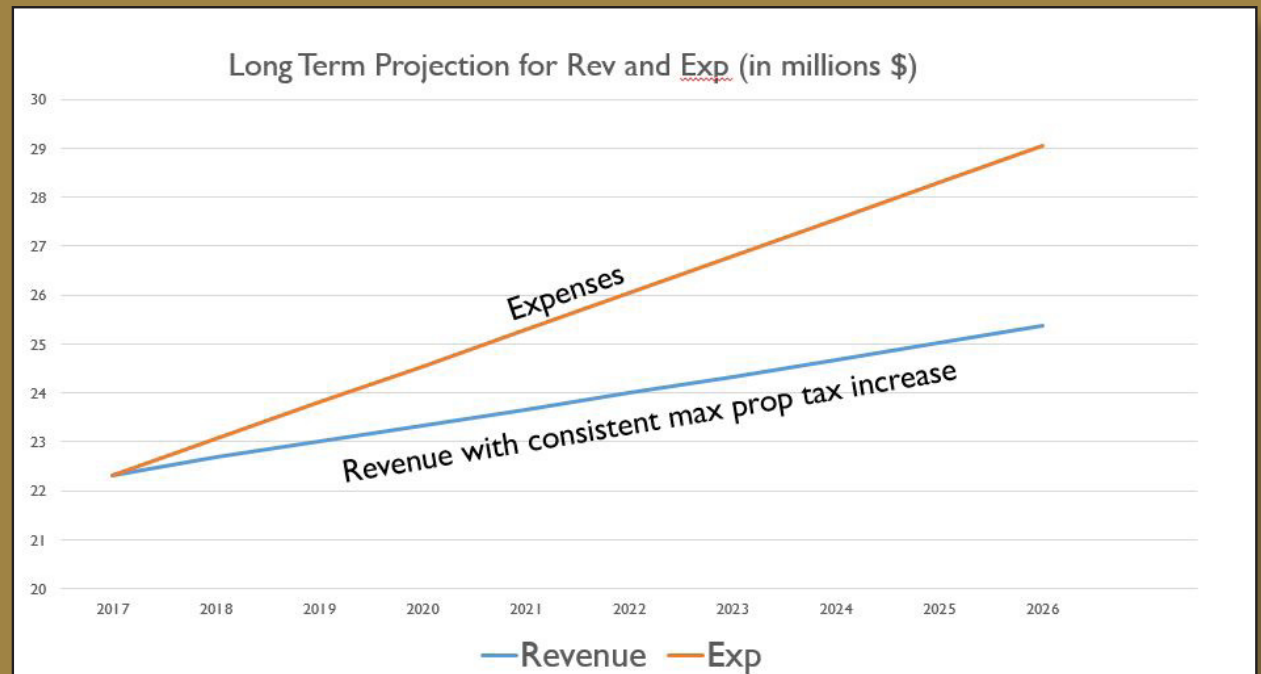 Long Term Projection for Rev and Exp (in millions $)
30
29
28
27
26
25
24
23
22
21
20
Expenses
Revenue with consistent max prop tax increase
2017 2018 2019 2020 2021 2022 2023 2024 2025 2026
Revenue Exp